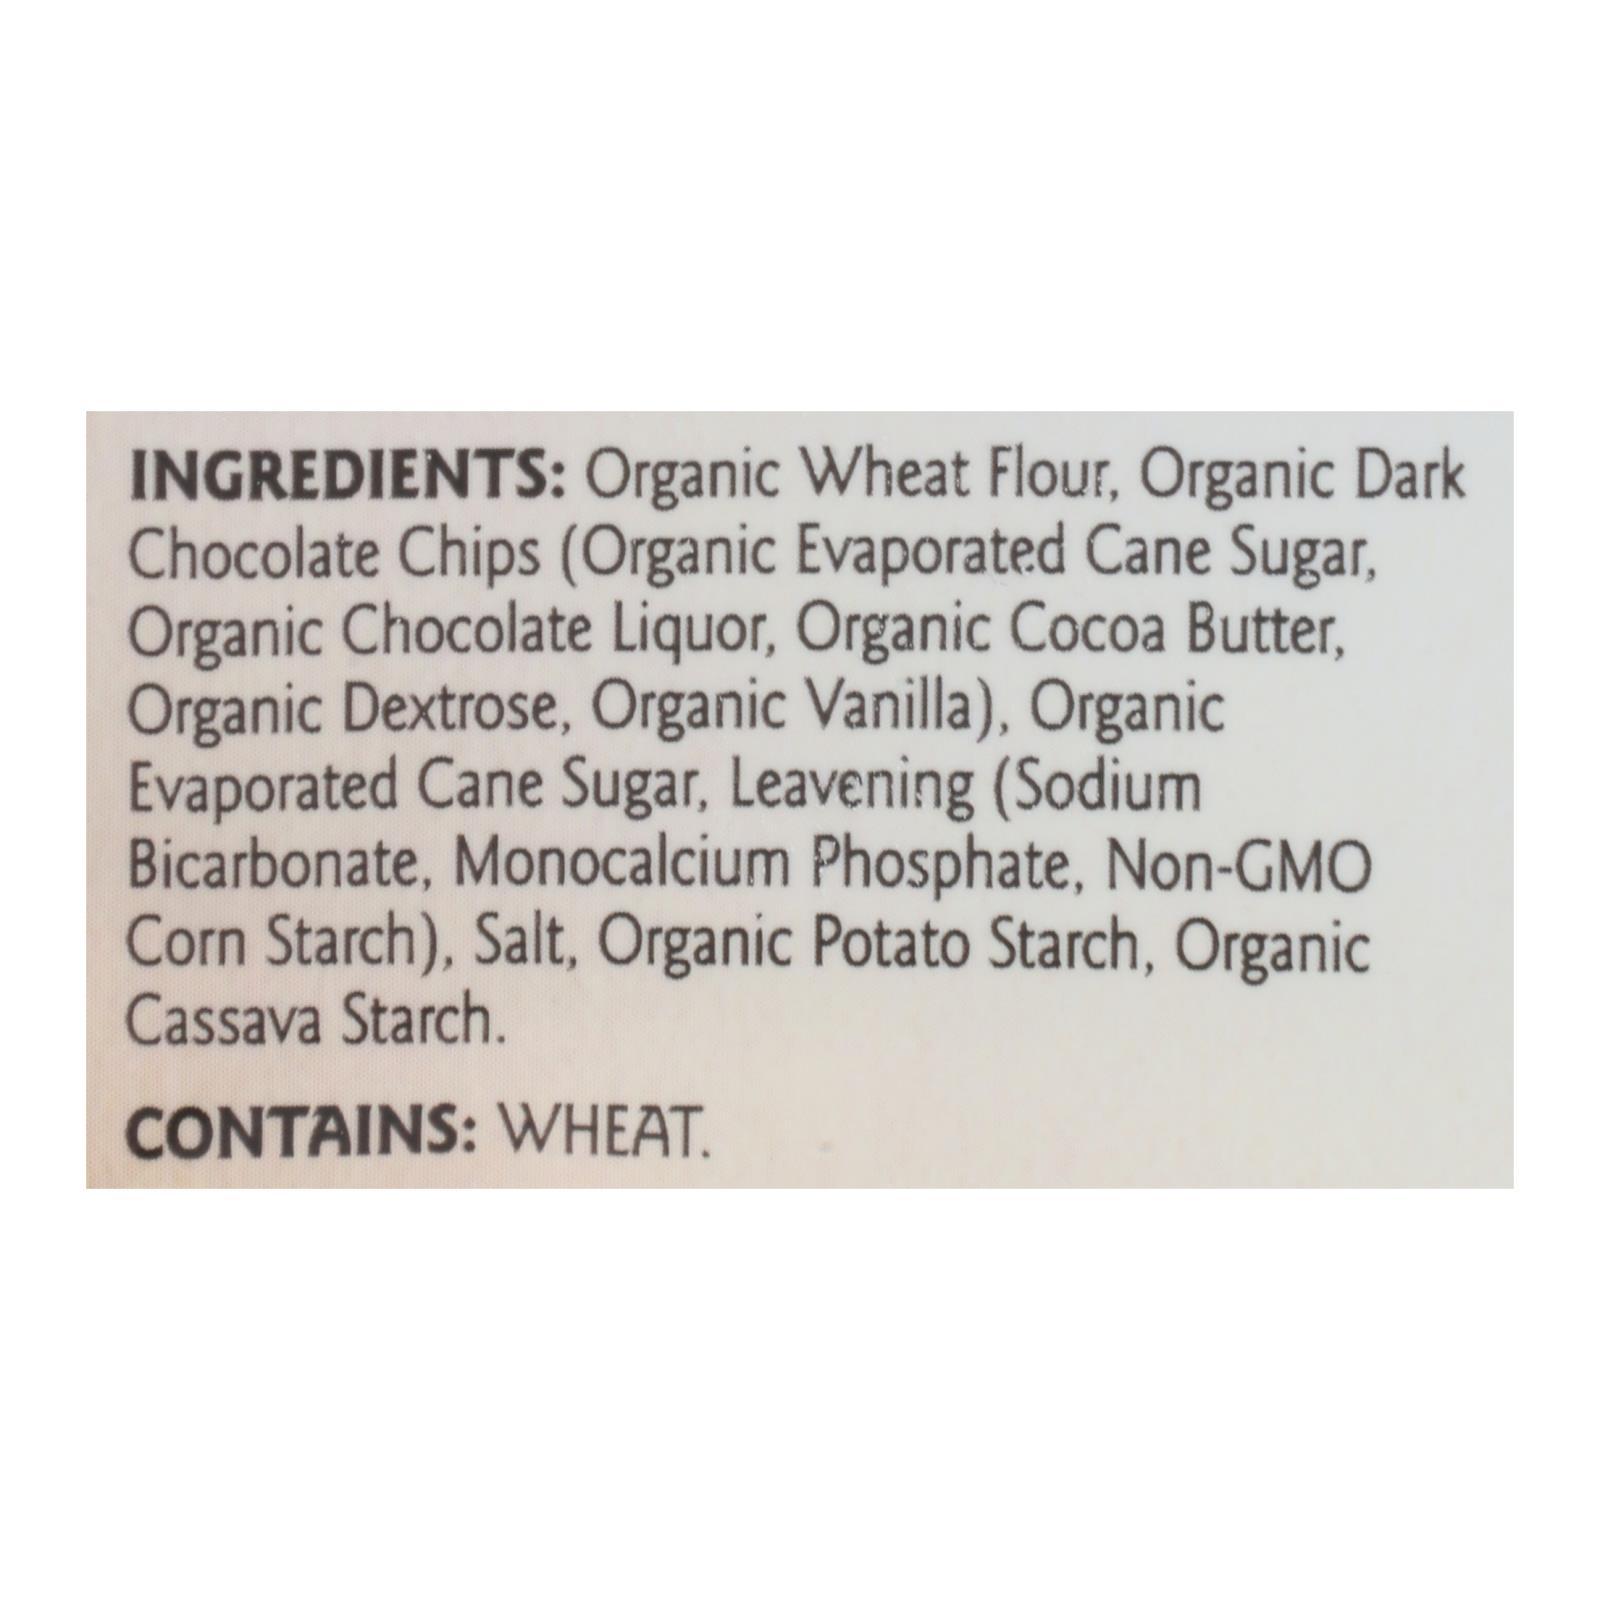 INGREDIENTS: Organic Wheat Flour, Organic Dark
Chocolate Chips (Organic Evaporated Cane Sugar,
Organic Chocolate Liquor, Organic Cocoa Butter,
Organic Dextrose, Organic Vanilla), Organic
Evaporated Cane Sugar, Leavening (Sodium
Bicarbonate, Monocalcium Phosphate, Non-GMO
Corn Starch), Salt, Organic Potato Starch, Organic
Cassava Starch.
CONTAINS: WHEAT.